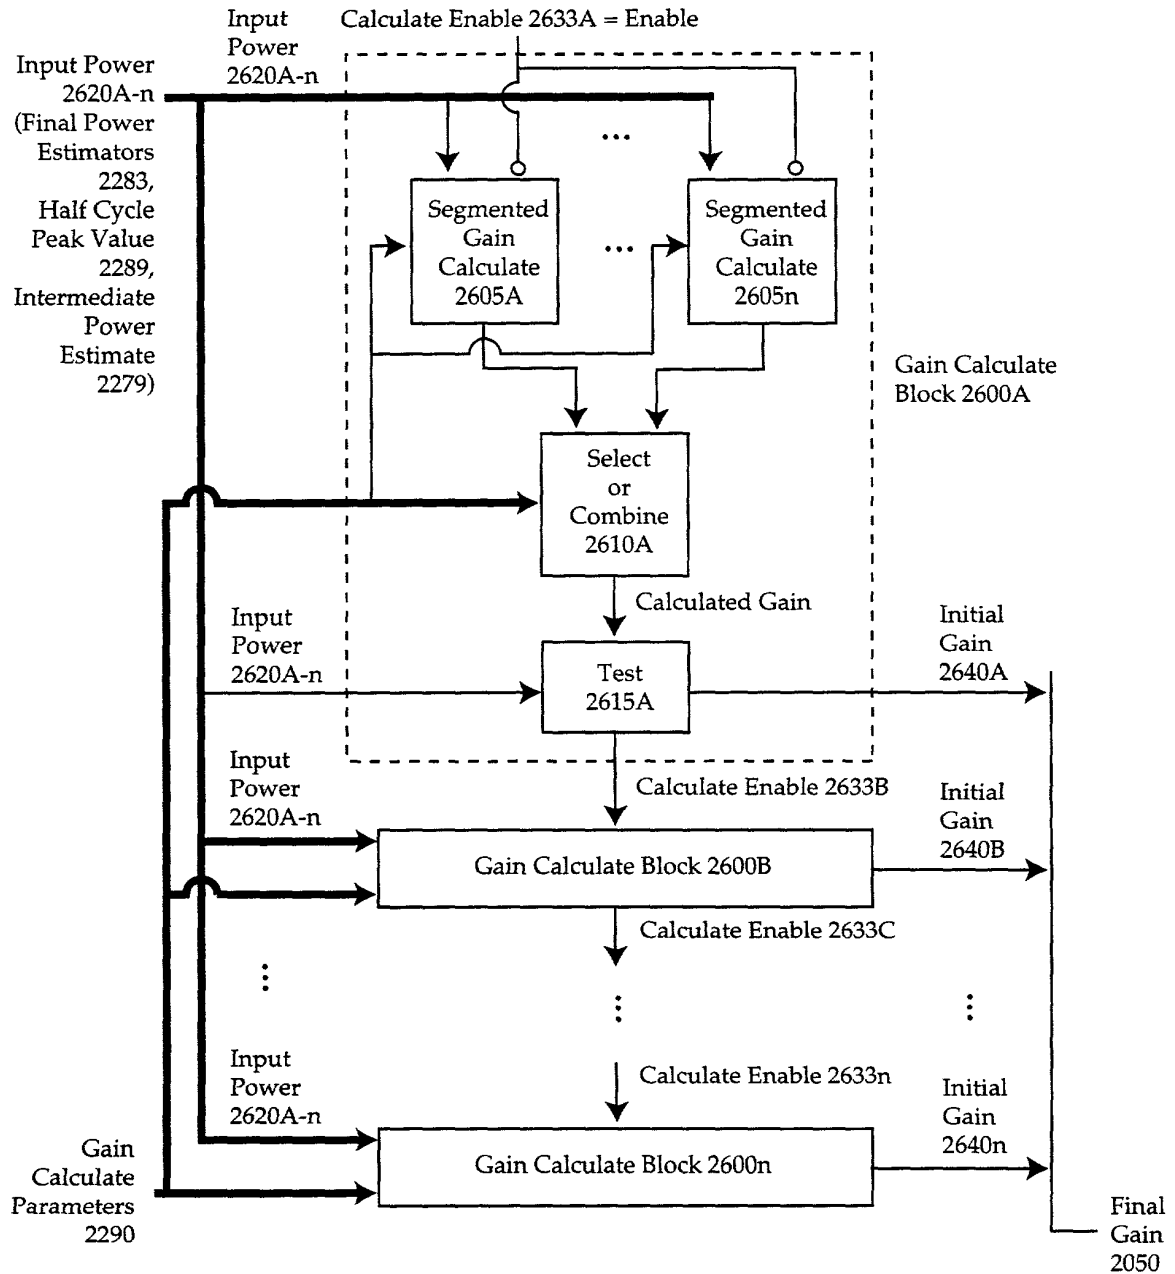 Input
Power
2620A-n
Calculate Enable 2633A = Enable
Input Power
2620A-n
(Final Power
Estimators
2283,
Half Cycle
Peak Value
2289,
Intermediate
Power
Estimate
2279)
...
Segmented
Gain
Calculate
2605A
...
Segmented
Gain
Calculate
2605n
Gain Calculate
Block 2600A
Select
or
Combine
2610A
Calculated Gain
Input
Power
2620A-n
Test
2615A
Initial
Gain
2640A
Input
Power
2620A-n
Calculate Enable 2633B
Initial
Gain
2640B
Gain Calculate Block 2600B
Calculate Enable 2633C
Input
Power
2620A-n
Calculate Enable 2633n
Initial
Gain
2640n
Gain Calculate Block 2600n
Gain
Calculate
Parameters
2290
Final
Gain
2050